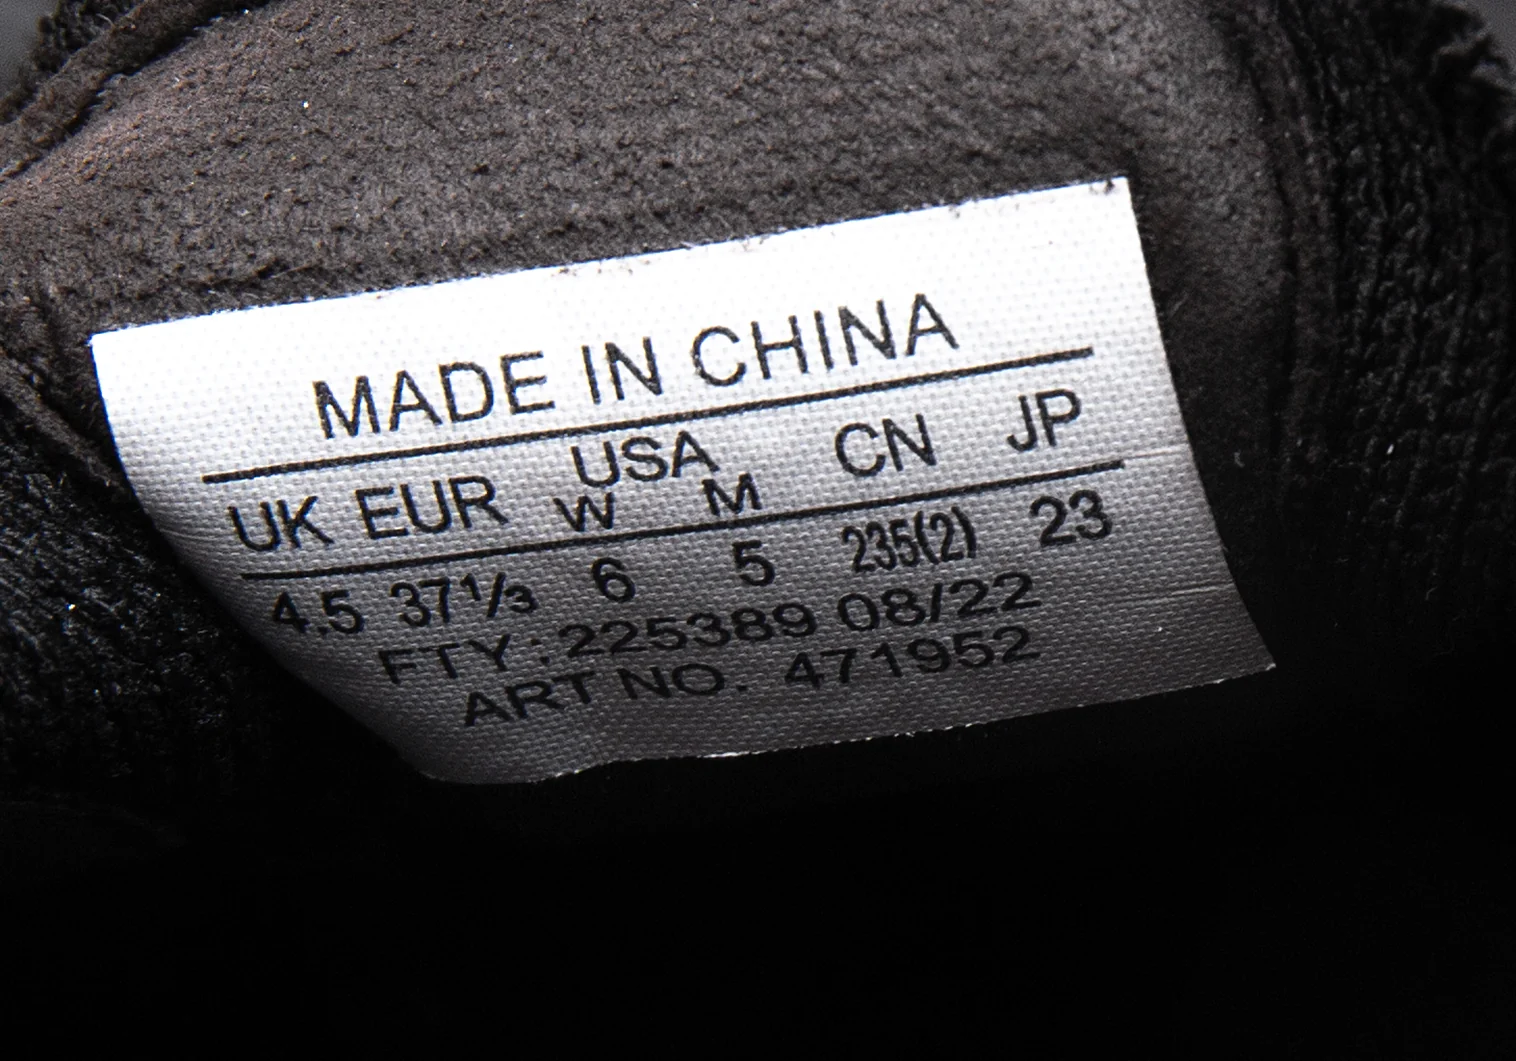 MADE IN CHINA
UK EUR USA CN JP
W M
4.5 37⅓ 6 5 235(2) 23
FTY: 225389 08/22
ART NO. 471952